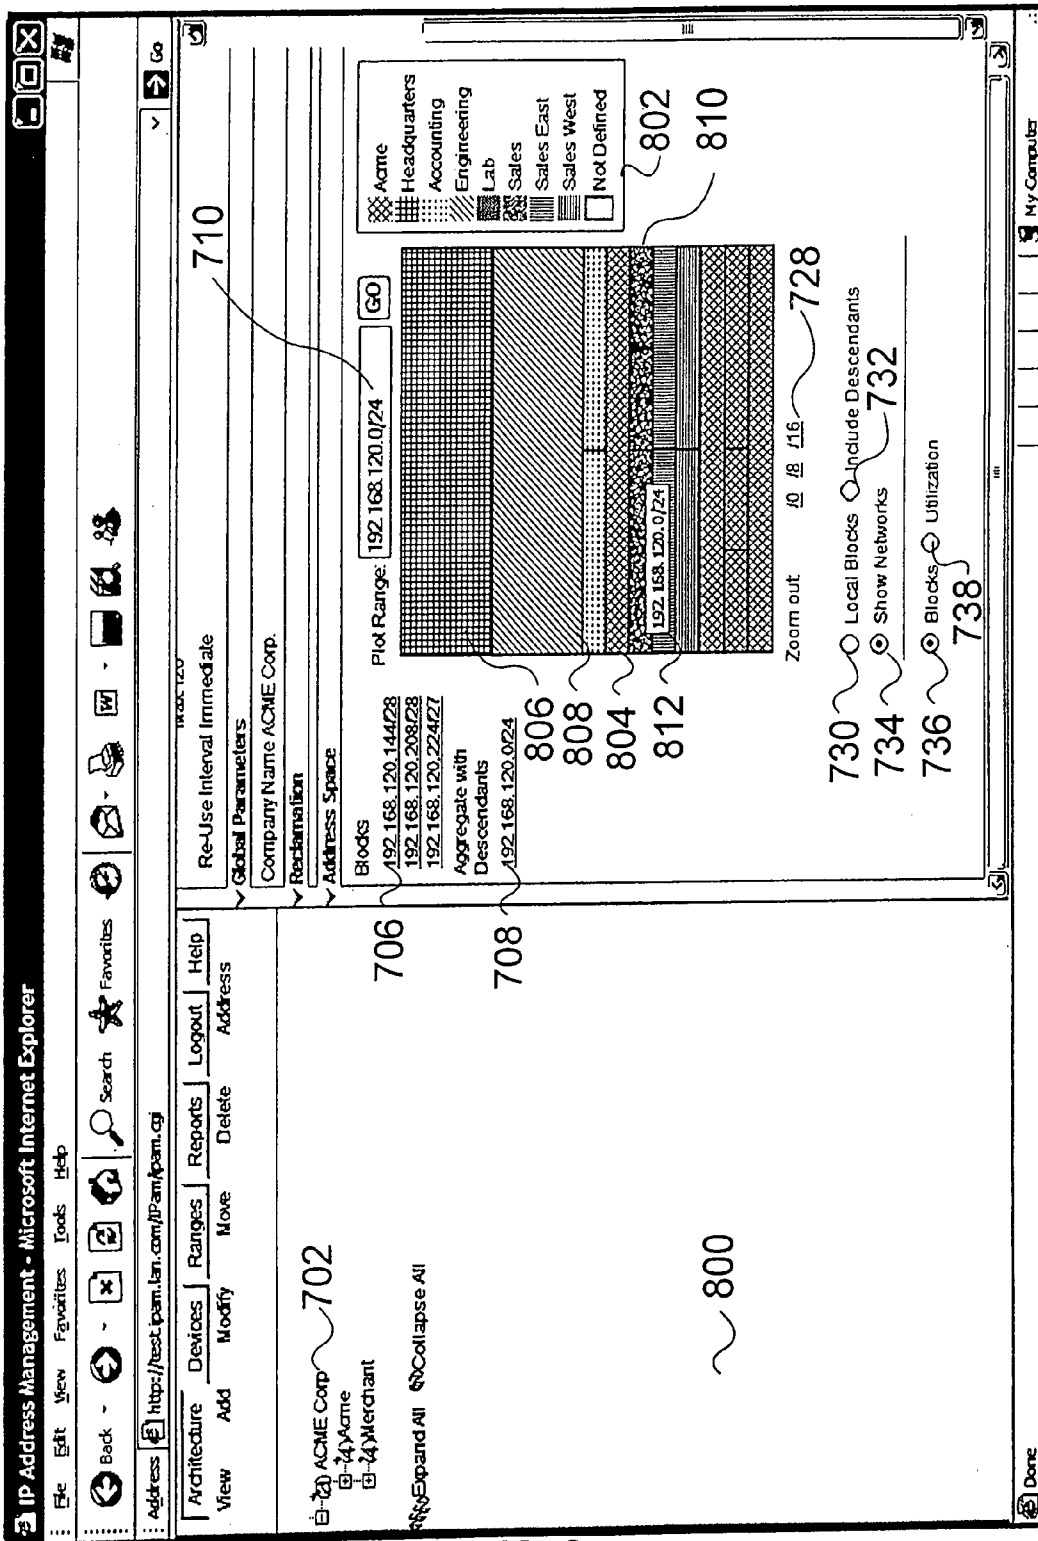 IP Address Management - Microsoft Internet Explorer
File Edit View Favorites Tools Help
Back Search Favorites
Address http://test.ipam.lan.com/IPam/ipam.cgi Go
Architecture Devices Ranges Reports Logout Help
View Add Modify Move Delete Address
(2) ACME Corp
(4) Acme
(4) Merchant
Expand All Collapse All
702
800
Re-Use Interval Immediate
Global Parameters
Company Name ACME Corp.
Reclamation
Address Space
Blocks
192.168.120.144/28
192.168.120.208/28
192.168.120.224/27
Aggregate with
Descendants
192.168.120.0/24
706
708
Plot Range: 192.168.120.0/24 GO
710
192.168.120.0/24
806
808
804
812
Acme
Headquarters
Accounting
Engineering
Lab
Sales
Sales East
Sales West
Not Defined
802
810
Zoom out /0 /8 /16
728
Local Blocks Include Descendants
Show Networks
Blocks Utilization
730
732
734
736
738
Done My Computer